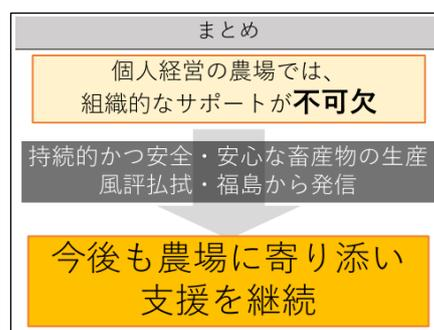 まとめ
個人経営の農場では、
組織的なサポートが不可欠
持続的かつ安全・安心な畜産物の生産
風評払拭・福島から発信
今後も農場に寄り添い
支援を継続